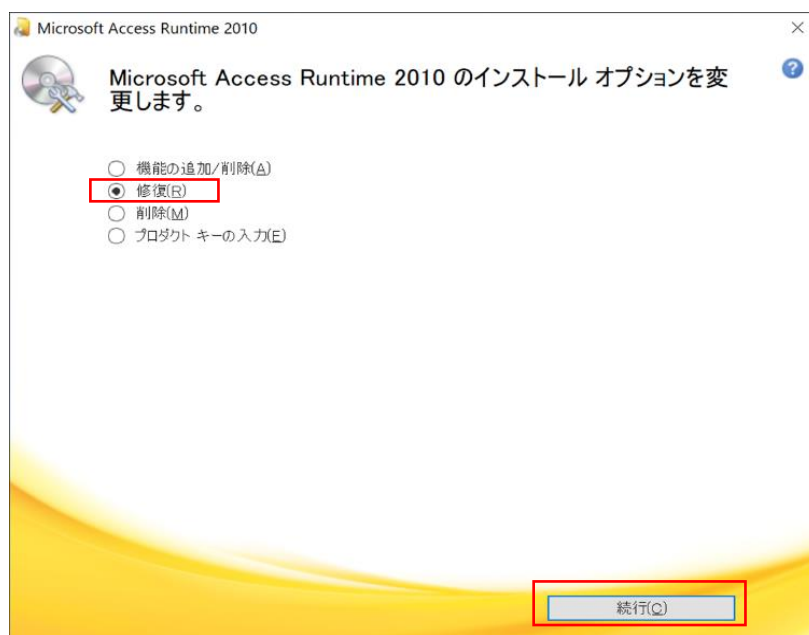 Microsoft Access Runtime 2010
Microsoft Access Runtime 2010 のインストール オプションを変
更します。
機能の追加/削除(A)
修復(R)
削除(M)
プロダクト キーの入力(E)
続行(C)